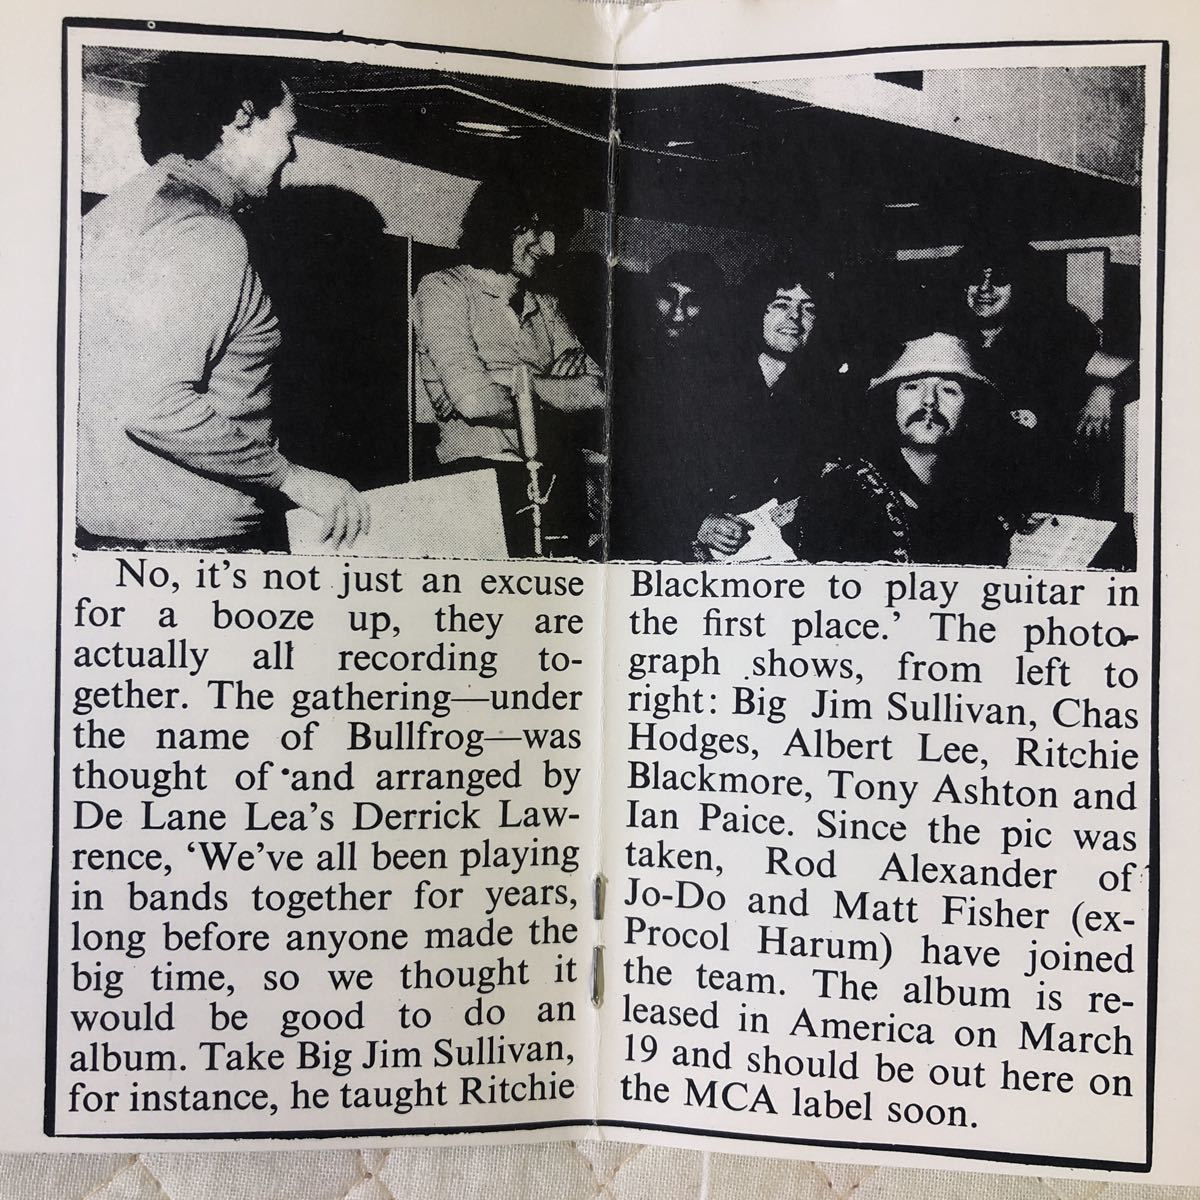 No, it's not just an excuse
for a booze up, they are
actually all recording to-
gether. The gathering—under
the name of Bullfrog—was
thought of and arranged by
De Lane Lea's Derrick Law-
rence, ‘We've all been playing
in bands together for years,
long before anyone made the
big time, so we thought it
would be good to do an
album. Take Big Jim Sullivan,
for instance, he taught Ritchie
Blackmore to play guitar in
the first place.’ The photo-
graph shows, from left to
right: Big Jim Sullivan, Chas
Hodges, Albert Lee, Ritchie
Blackmore, Tony Ashton and
Ian Paice. Since the pic was
taken, Rod Alexander of
Jo-Do and Matt Fisher (ex-
Procol Harum) have joined
the team. The album is re-
leased in America on March
19 and should be out here on
the MCA label soon.